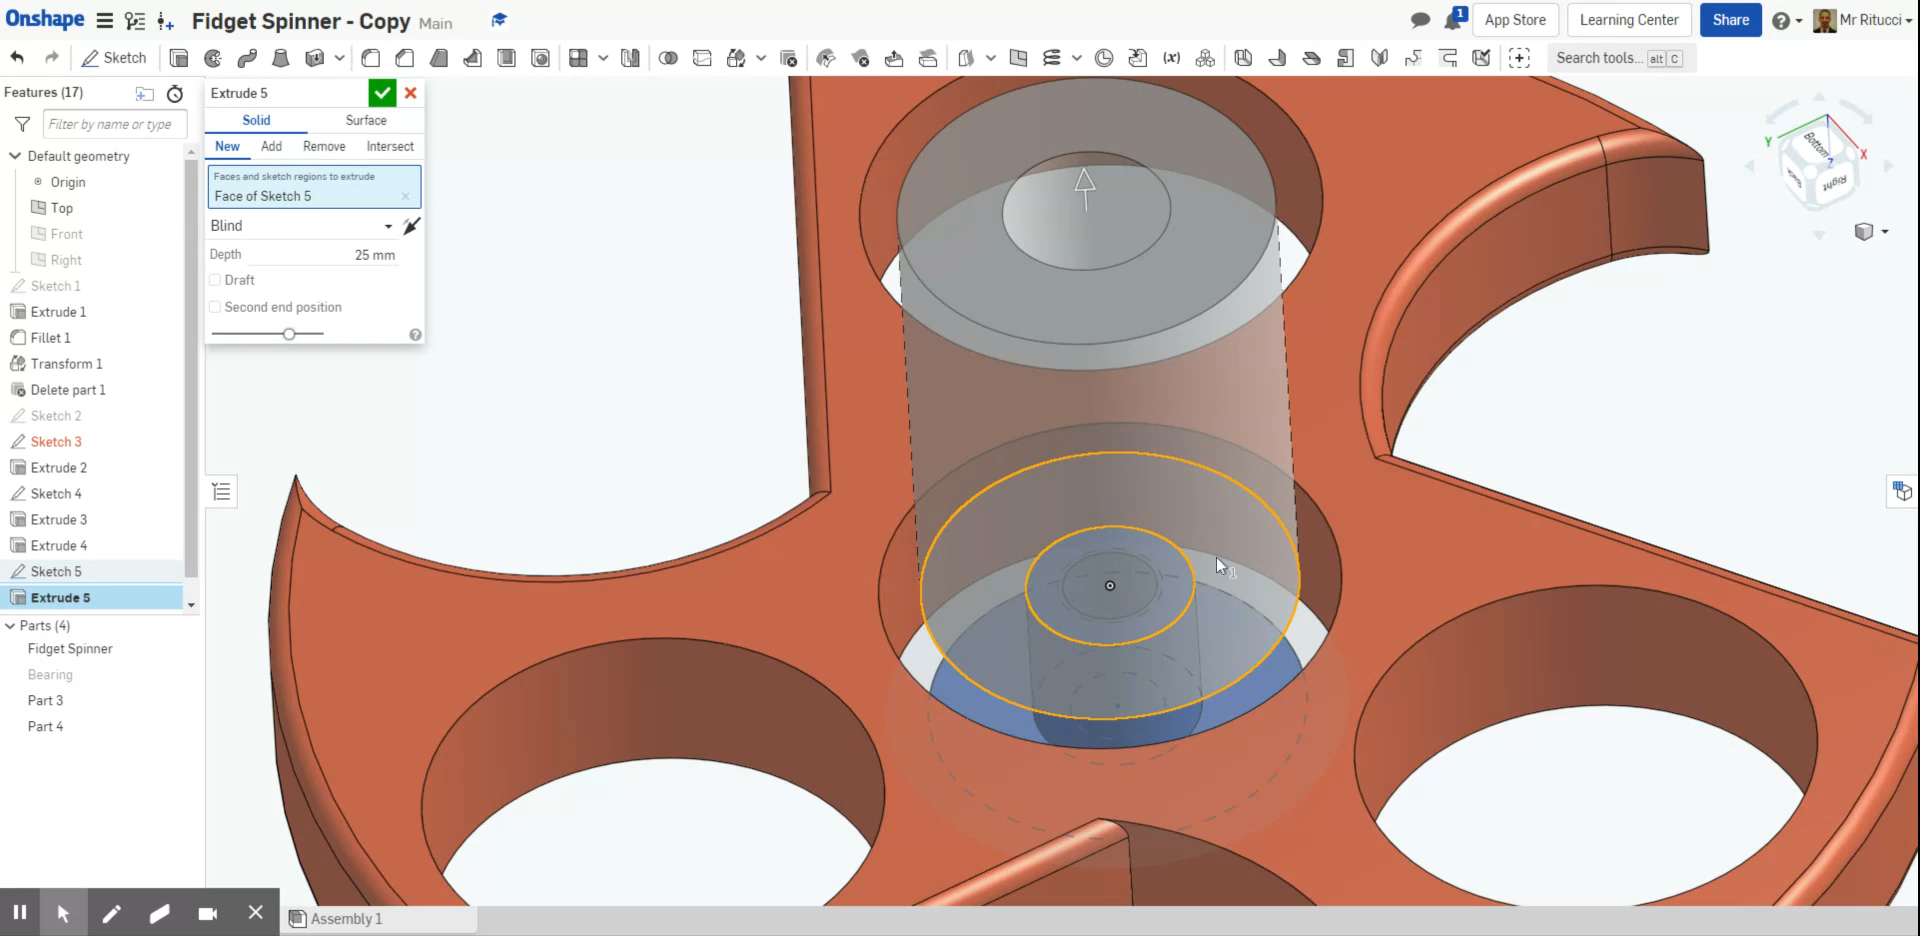 Onshape Fidget Spinner - Copy Main 1 App Store Learning Center Share Mr Ritucci
Sketch (x) Search tools... alt C
Features (17)
Filter by name or type
Default geometry
Origin
Top
Front
Right
Sketch 1
Extrude 1
Fillet 1
Transform 1
Delete part 1
Sketch 2
Sketch 3
Extrude 2
Sketch 4
Extrude 3
Extrude 4
Sketch 5
Extrude 5
Parts (4)
Fidget Spinner
Bearing
Part 3
Part 4
Extrude 5
Solid Surface
New Add Remove Intersect
Faces and sketch regions to extrude
Face of Sketch 5
Blind
Depth 25 mm
Draft
Second end position
1
Y X
Bottom
Back Right
Assembly 1